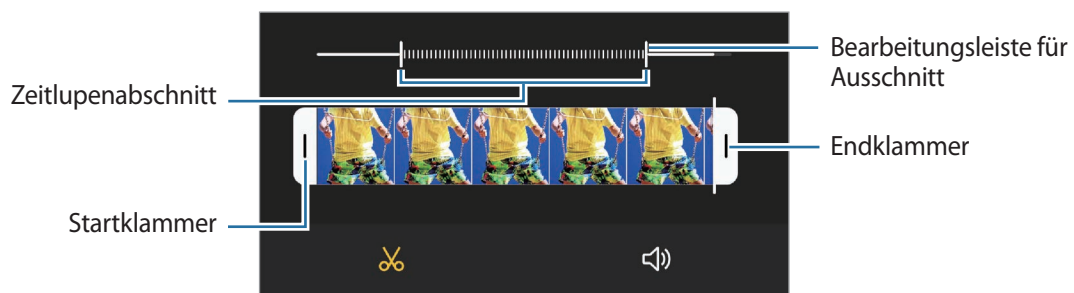 Bearbeitungsleiste für
Ausschnitt
Zeitlupenabschnitt
Endklammer
Startklammer